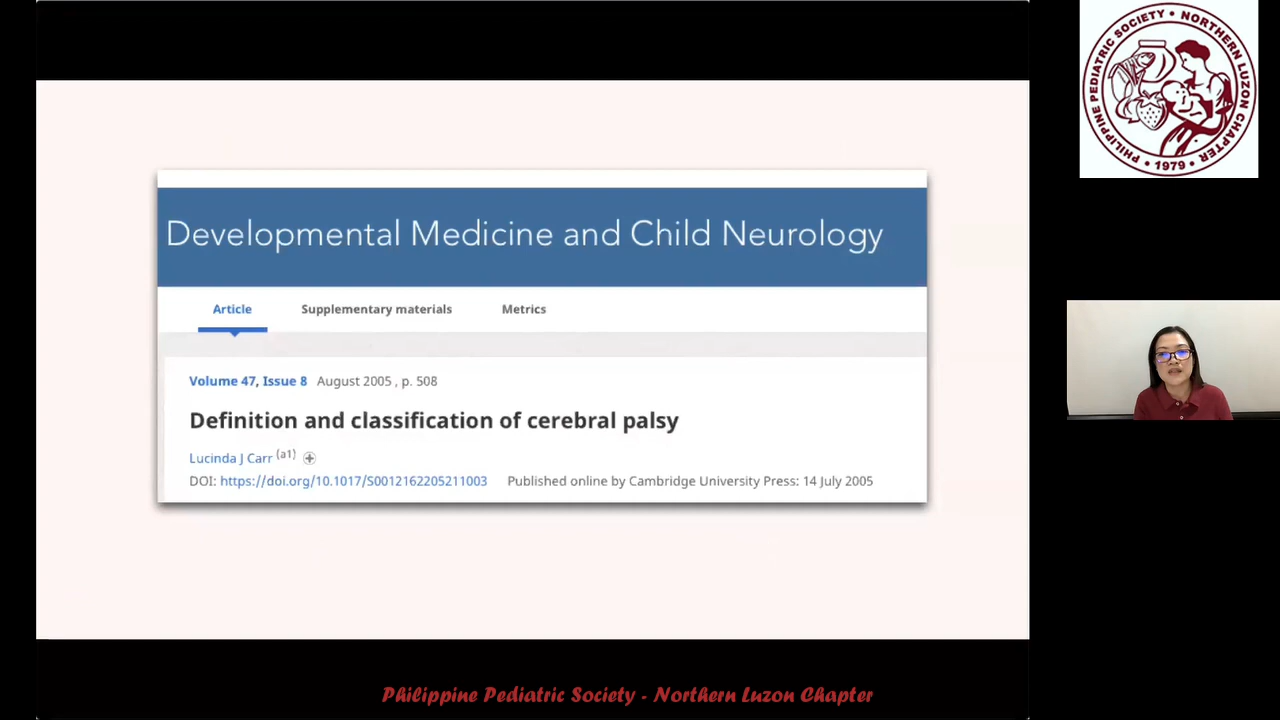 Developmental Medicine and Child Neurology
Article Supplementary materials Metrics
Volume 47, Issue 8 August 2005 , p. 508
Definition and classification of cerebral palsy
Lucinda J Carr (a1)
DOI: https://doi.org/10.1017/S0012162205211003 Published online by Cambridge University Press: 14 July 2005
PHILIPPINE PEDIATRIC SOCIETY • NORTHERN LUZON CHAPTER
• 1979 •
Philippine Pediatric Society - Northern Luzon Chapter